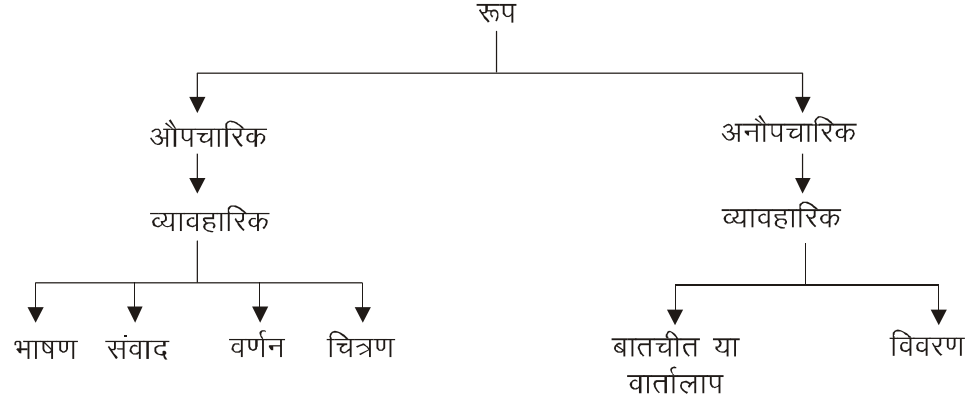 रूप
औपचारिक
अनौपचारिक
व्यावहारिक
व्यावहारिक
भाषण
संवाद
वर्णन
चित्रण
बातचीत या
वार्तालाप
विवरण